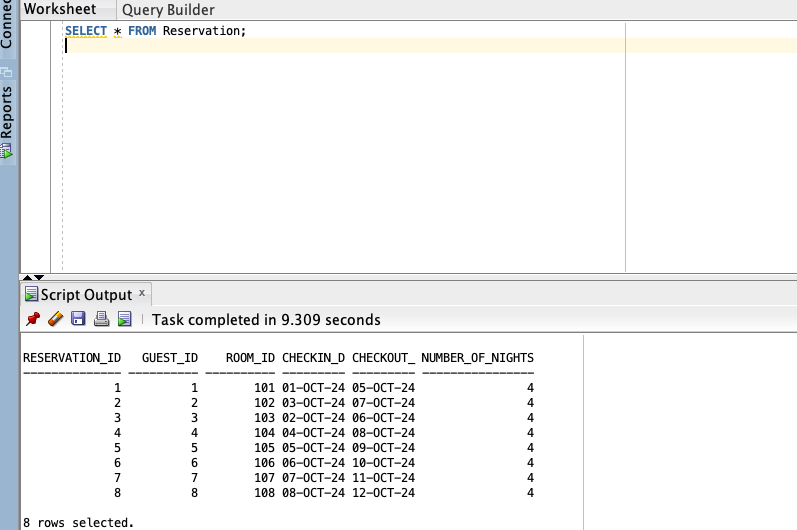 Worksheet Query Builder
SELECT * FROM Reservation;
Reports
Script Output x
Task completed in 9.309 seconds
RESERVATION_ID GUEST_ID ROOM_ID CHECKIN_D CHECKOUT_ NUMBER_OF_NIGHTS
-------------- ---------- ---------- --------- --------- ----------------
1 1 101 01-OCT-24 05-OCT-24 4
2 2 102 03-OCT-24 07-OCT-24 4
3 3 103 02-OCT-24 06-OCT-24 4
4 4 104 04-OCT-24 08-OCT-24 4
5 5 105 05-OCT-24 09-OCT-24 4
6 6 106 06-OCT-24 10-OCT-24 4
7 7 107 07-OCT-24 11-OCT-24 4
8 8 108 08-OCT-24 12-OCT-24 4
8 rows selected.